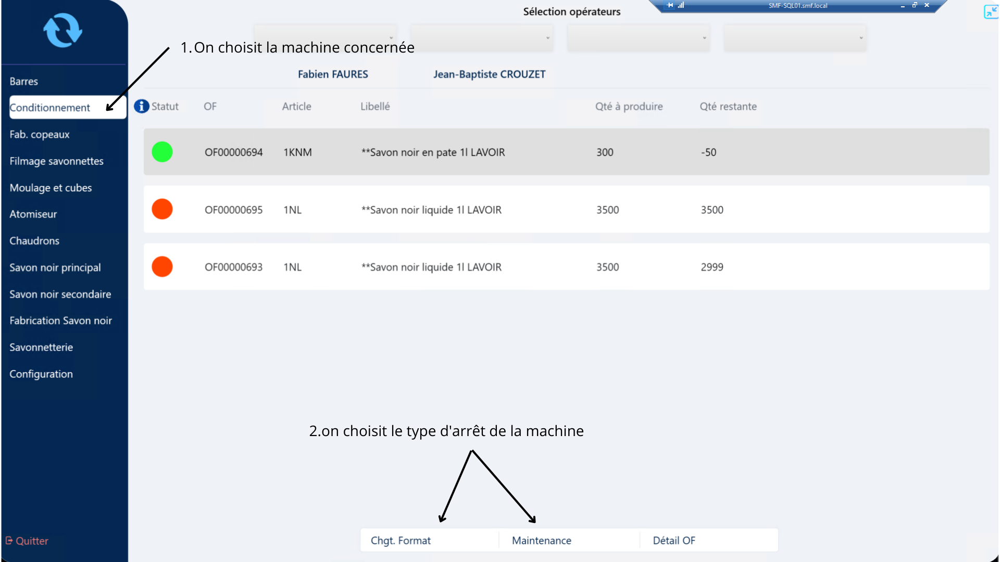 Sélection opérateurs
SMF-SQL01.smf.local
1.On choisit la machine concernée
Fabien FAURES
Jean-Baptiste CROUZET
Barres
Conditionnement
Fab. copeaux
Filmage savonnettes
Moulage et cubes
Atomiseur
Chaudrons
Savon noir principal
Savon noir secondaire
Fabrication Savon noir
Savonnetterie
Configuration
Quitter
i Statut OF Article Libellé Qté à produire Qté restante
OF00000694 1KNM **Savon noir en pate 1l LAVOIR 300 -50
OF00000695 1NL **Savon noir liquide 1l LAVOIR 3500 3500
OF00000693 1NL **Savon noir liquide 1l LAVOIR 3500 2999
2.on choisit le type d'arrêt de la machine
Chgt. Format
Maintenance
Détail OF